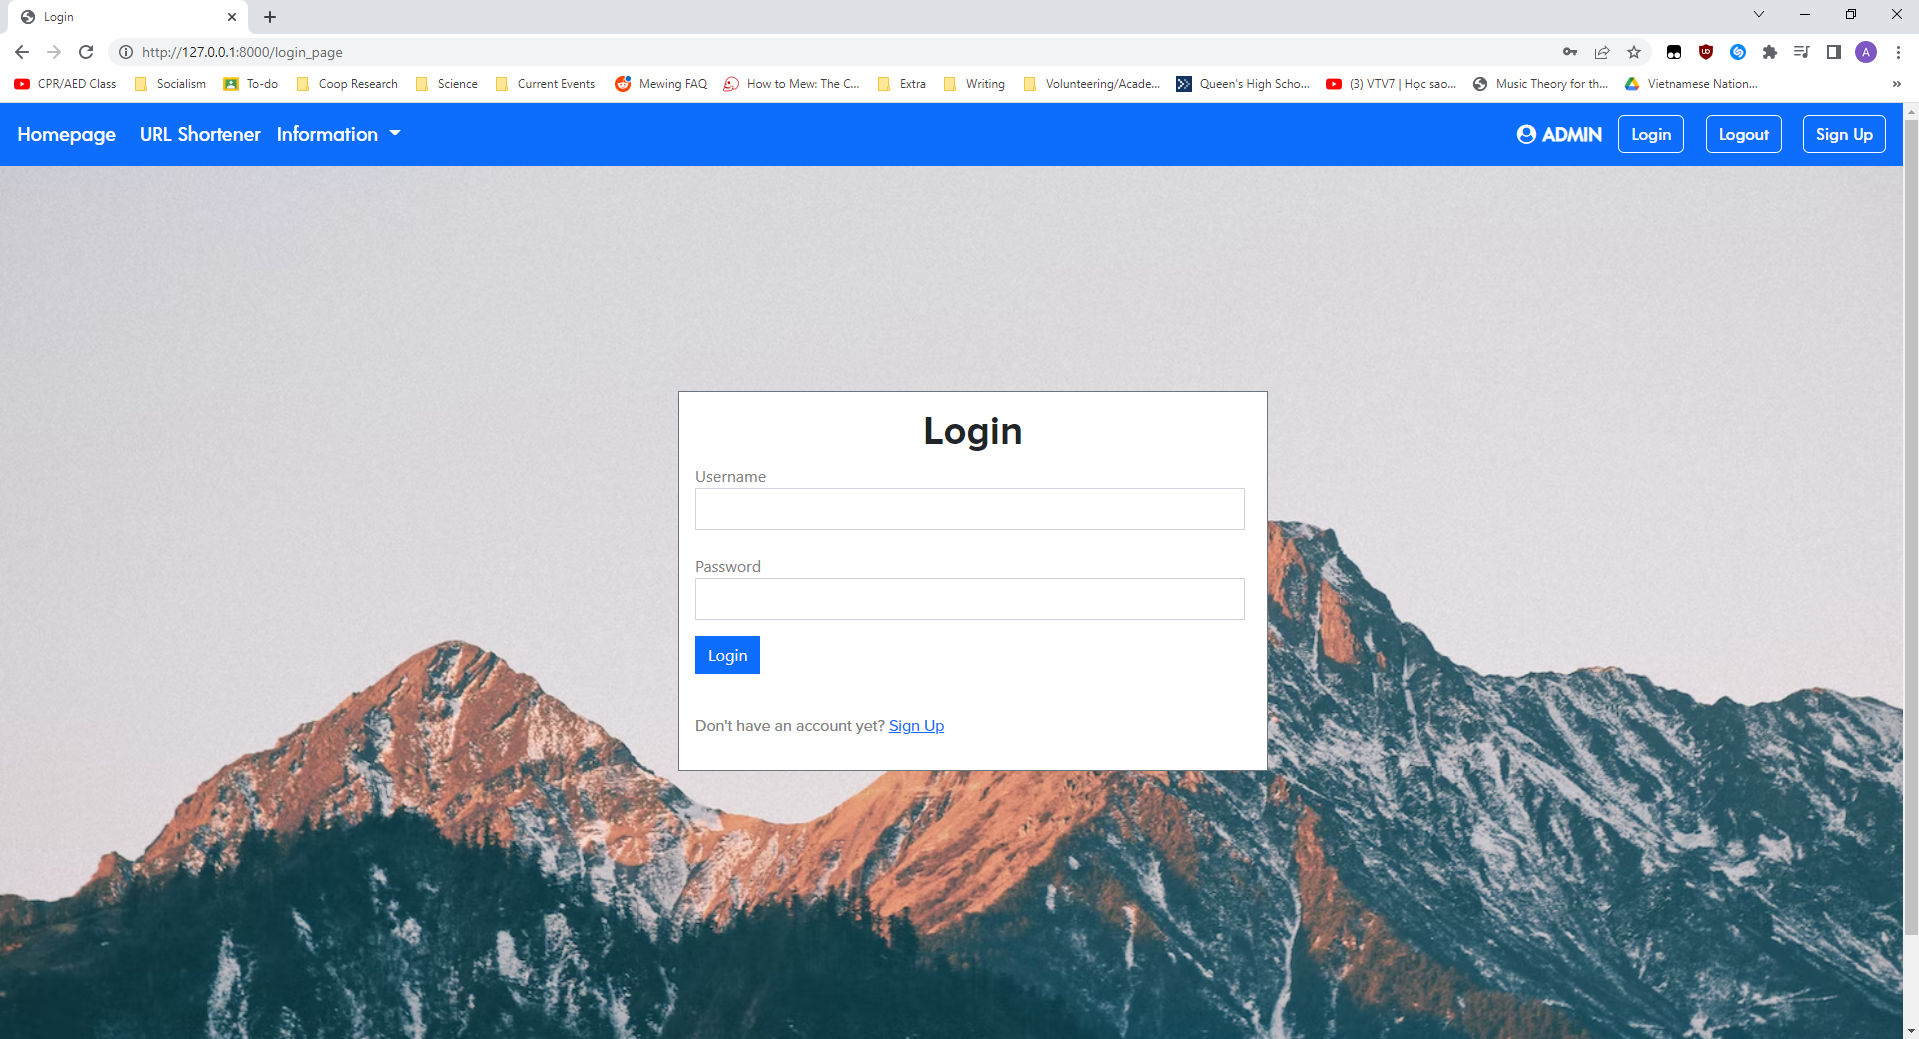 Login
http://127.0.0.1:8000/login_page
A
CPR/AED Class Socialism To-do Coop Research Science Current Events Mewing FAQ How to Mew: The C... Extra Writing Volunteering/Acade... Queen's High Scho... (3) VTV7 | Học sao... Music Theory for th... Vietnamese Nation... »
Homepage URL Shortener Information ADMIN Login Logout Sign Up
Login
Username
Password
Login
Don't have an account yet? Sign Up